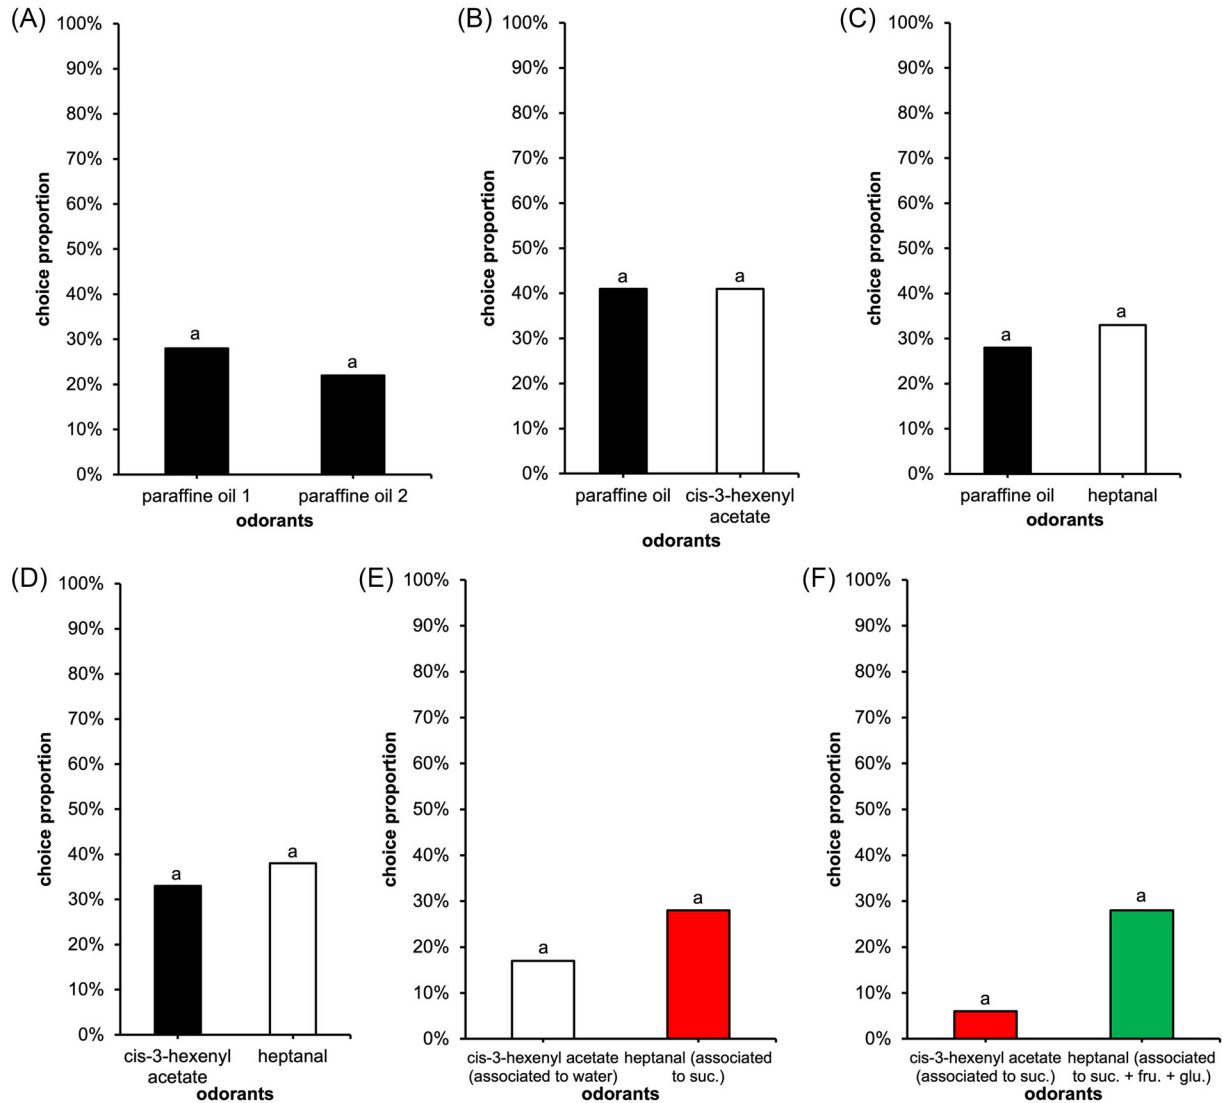 (A)
100%
90%
80%
70%
60%
50%
40%
30%
20%
10%
0%
choice proportion
a
a
paraffine oil 1
paraffine oil 2
odorants
(B)
100%
90%
80%
70%
60%
50%
40%
30%
20%
10%
0%
choice proportion
a
a
paraffine oil
cis-3-hexenyl
acetate
odorants
(C)
100%
90%
80%
70%
60%
50%
40%
30%
20%
10%
0%
choice proportion
a
a
paraffine oil
heptanal
odorants
(D)
100%
90%
80%
70%
60%
50%
40%
30%
20%
10%
0%
choice proportion
a
a
cis-3-hexenyl
acetate
heptanal
odorants
(E)
100%
90%
80%
70%
60%
50%
40%
30%
20%
10%
0%
choice proportion
a
a
cis-3-hexenyl acetate
(associated to water)
heptanal (associated
to suc.)
odorants
(F)
100%
90%
80%
70%
60%
50%
40%
30%
20%
10%
0%
choice proportion
a
a
cis-3-hexenyl acetate
(associated to suc.)
heptanal (associated
to suc. + fru. + glu.)
odorants